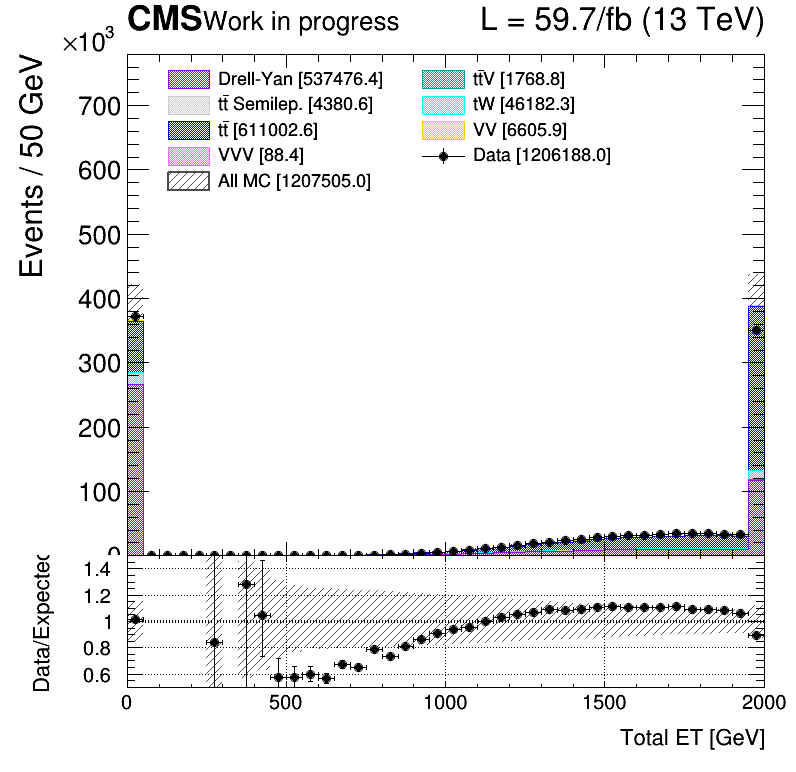 CMS Work in progress L = 59.7/fb (13 TeV)
×10³
Events / 50 GeV
Drell-Yan [537476.4]
tt̄V [1768.8]
tt̄ Semilep. [4380.6]
tW [46182.3]
tt̄ [611002.6]
VV [6605.9]
VVV [88.4]
Data [1206188.0]
All MC [1207505.0]
700
600
500
400
300
200
100
0
Data/Expected
1.4
1.2
1
0.8
0.6
0 500 1000 1500 2000
Total ET [GeV]